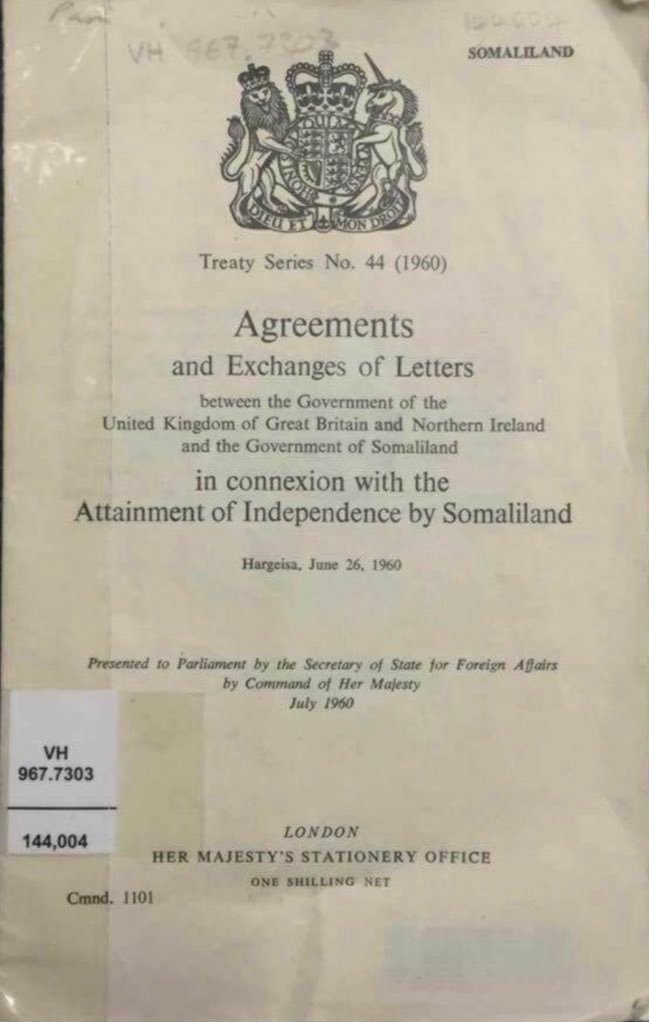 VH 967.7303
SOMALILAND
DIEU ET MON DROIT
Treaty Series No. 44 (1960)
Agreements
and Exchanges of Letters
between the Government of the
United Kingdom of Great Britain and Northern Ireland
and the Government of Somaliland
in connexion with the
Attainment of Independence by Somaliland
Hargeisa, June 26, 1960
Presented to Parliament by the Secretary of State for Foreign Affairs
by Command of Her Majesty
July 1960
VH
967.7303
144,004
LONDON
HER MAJESTY'S STATIONERY OFFICE
ONE SHILLING NET
Cmnd. 1101